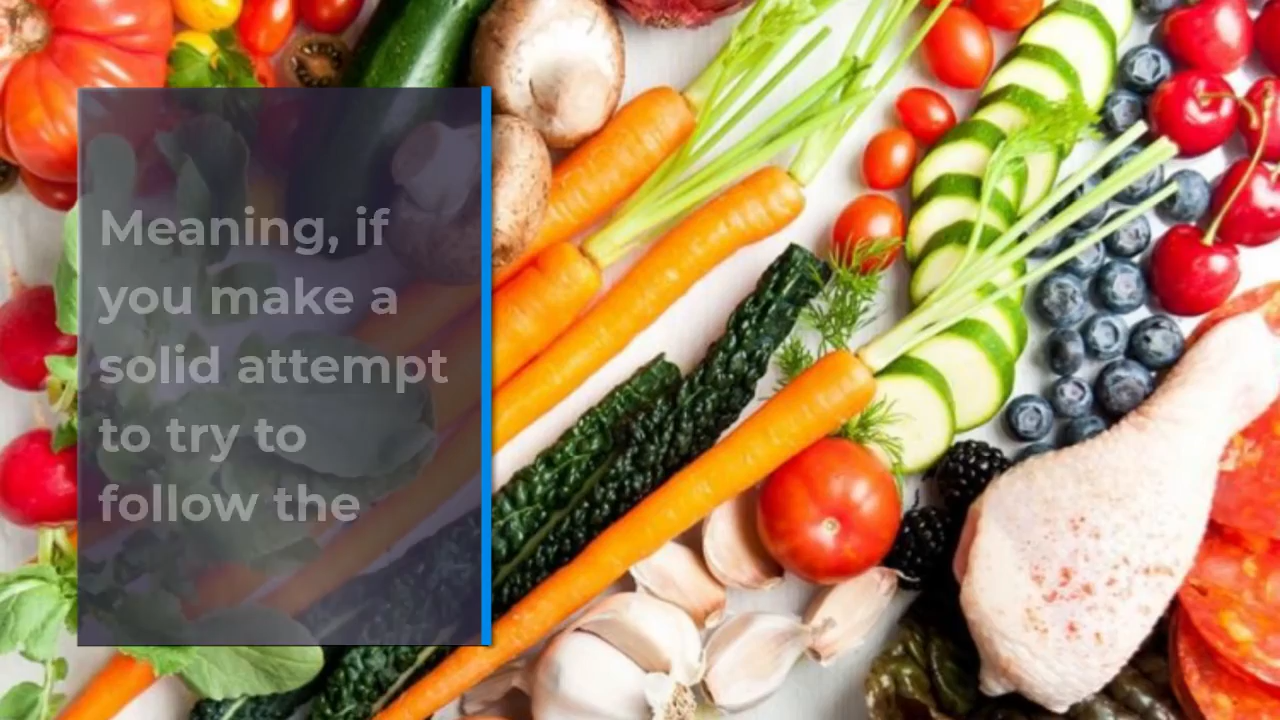 Meaning, if
you make a
solid attempt
to try to
follow the